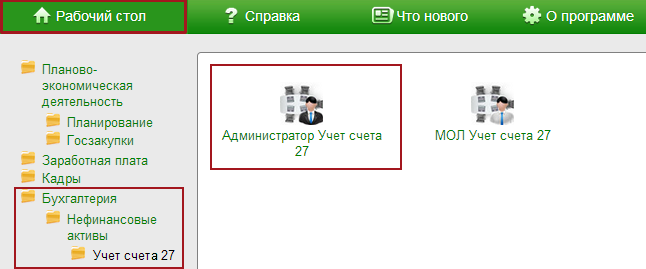 Рабочий стол
Справка
Что нового
О программе
Планово-
экономическая
деятельность
Планирование
Госзакупки
Заработная плата
Кадры
Бухгалтерия
Нефинансовые
активы
Учет счета 27
Администратор Учет счета
27
МОЛ Учет счета 27